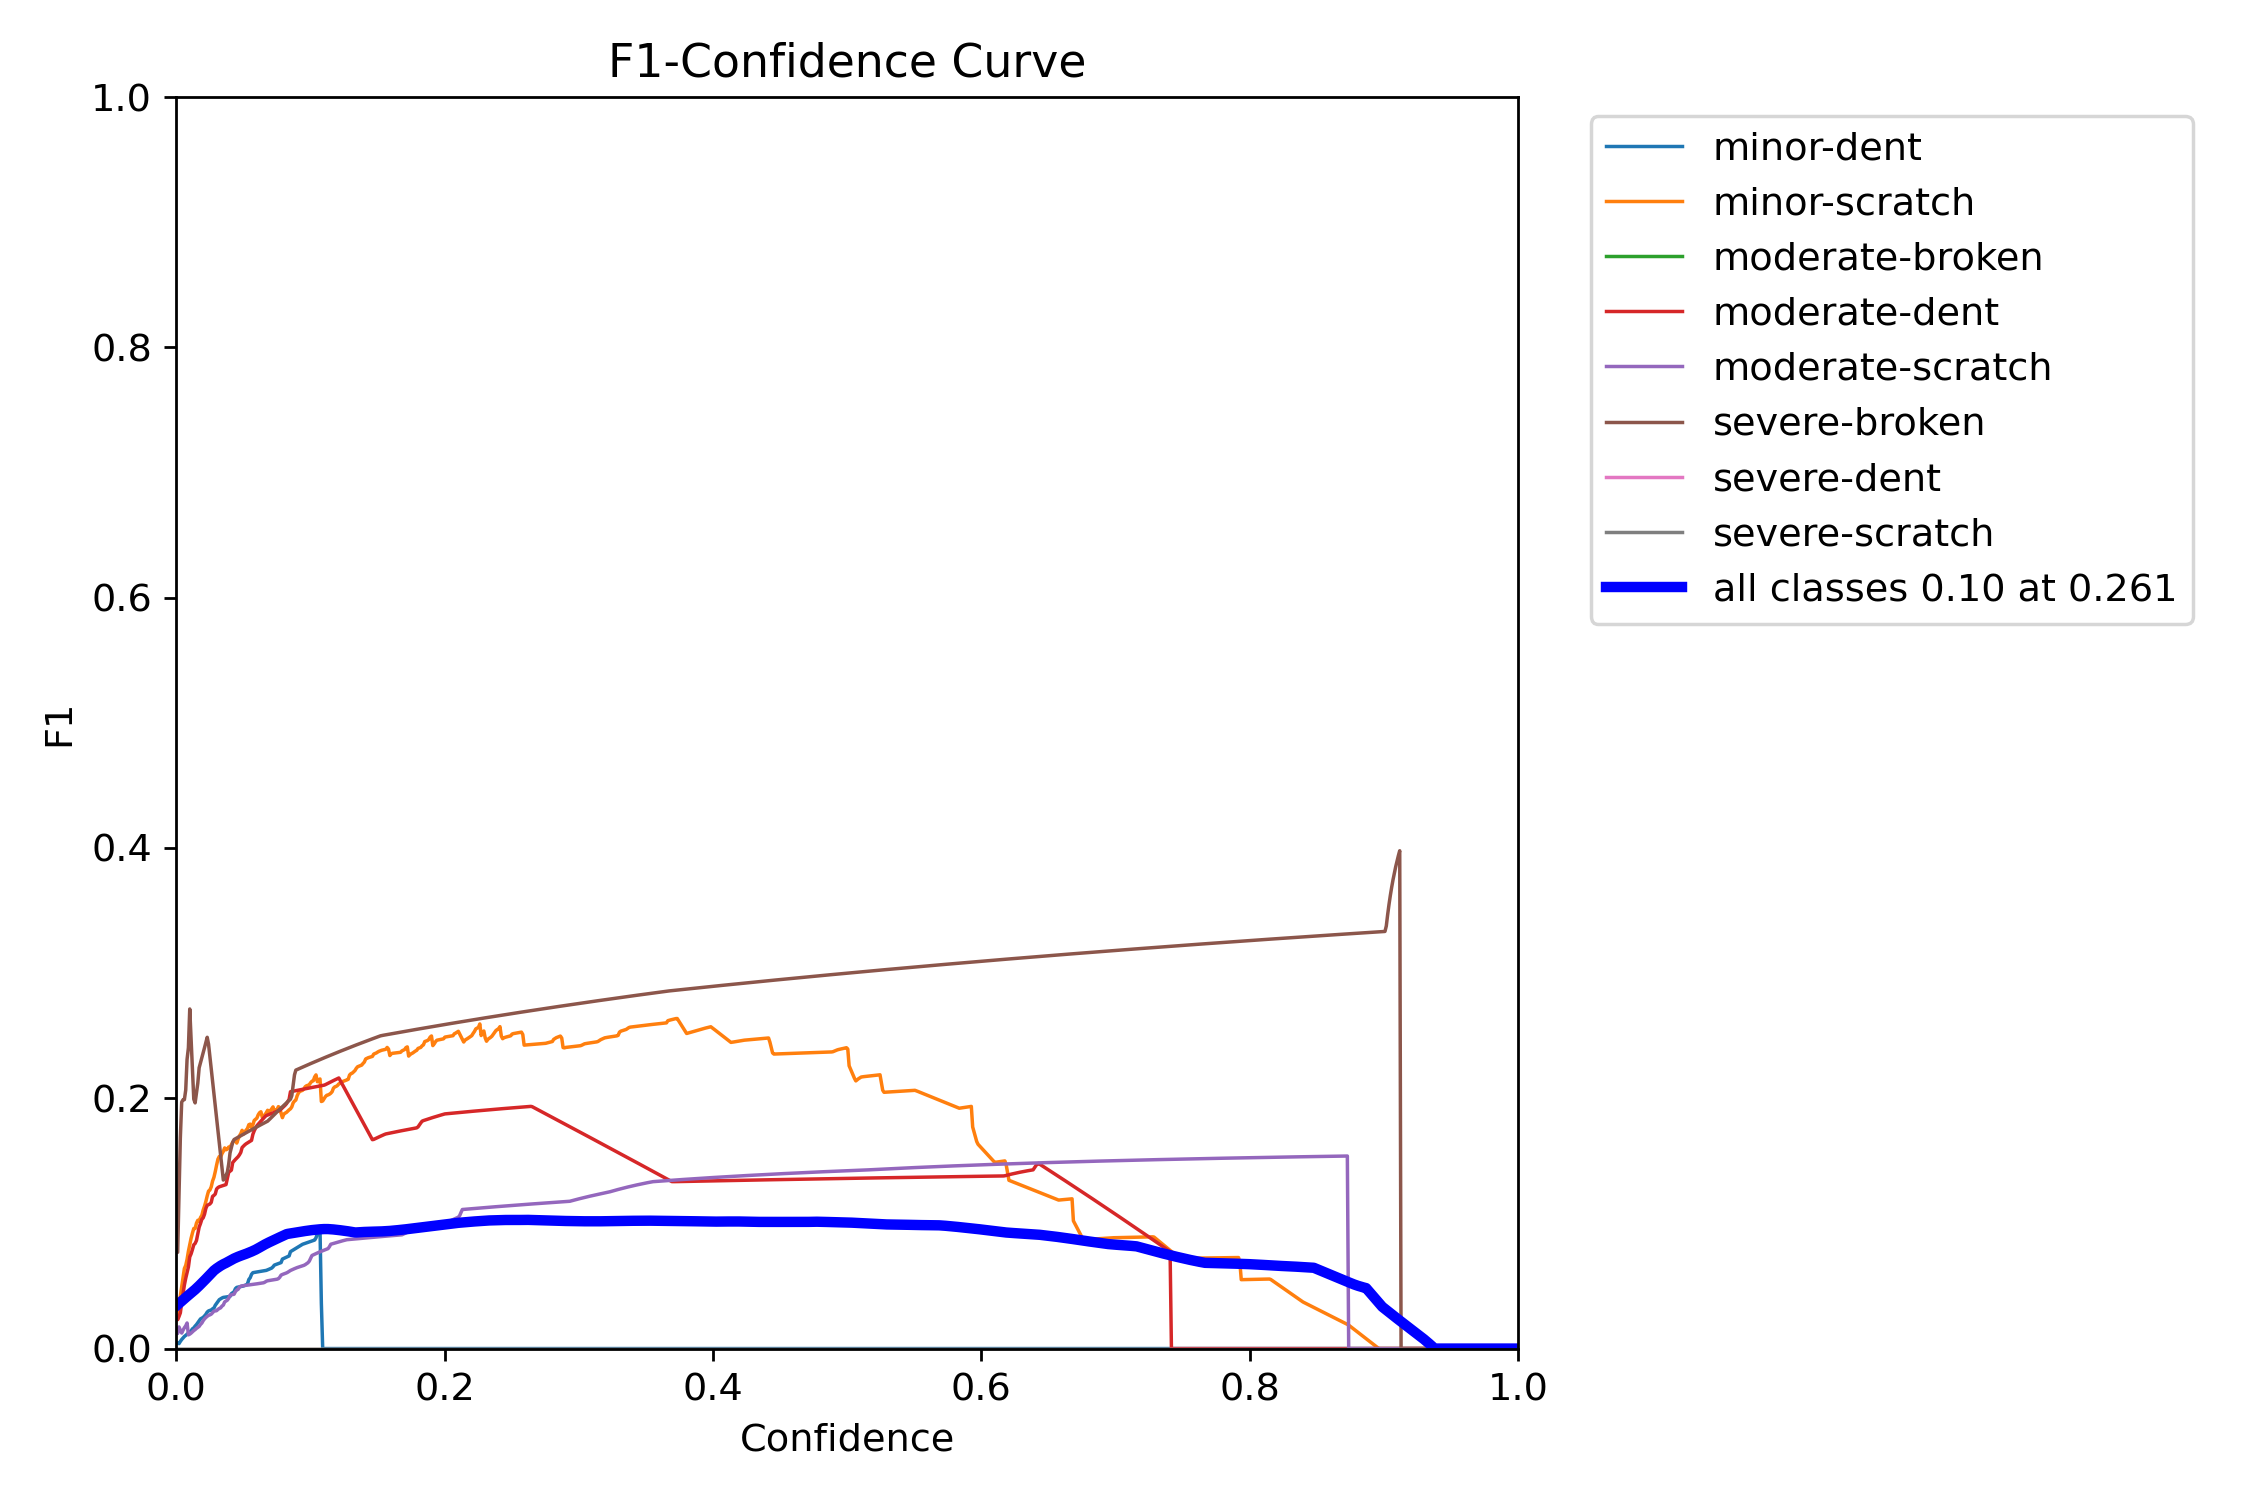 F1-Confidence Curve
1.0
0.8
0.6
0.4
0.2
0.0
F1
0.0 0.2 0.4 0.6 0.8 1.0
Confidence
minor-dent
minor-scratch
moderate-broken
moderate-dent
moderate-scratch
severe-broken
severe-dent
severe-scratch
all classes 0.10 at 0.261